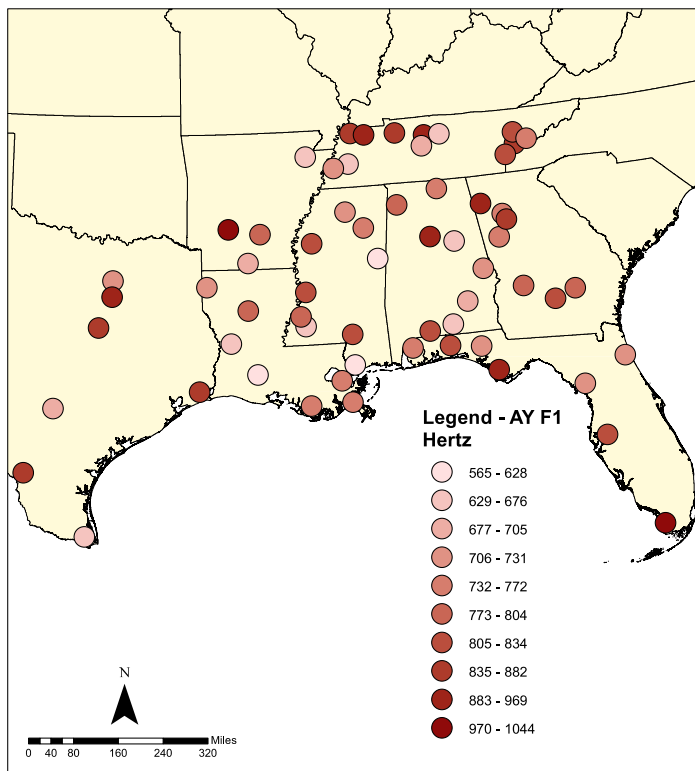 Legend - AY F1
Hertz
565 - 628
629 - 676
677 - 705
706 - 731
732 - 772
773 - 804
805 - 834
835 - 882
883 - 969
970 - 1044
N
Miles
0 40 80 160 240 320